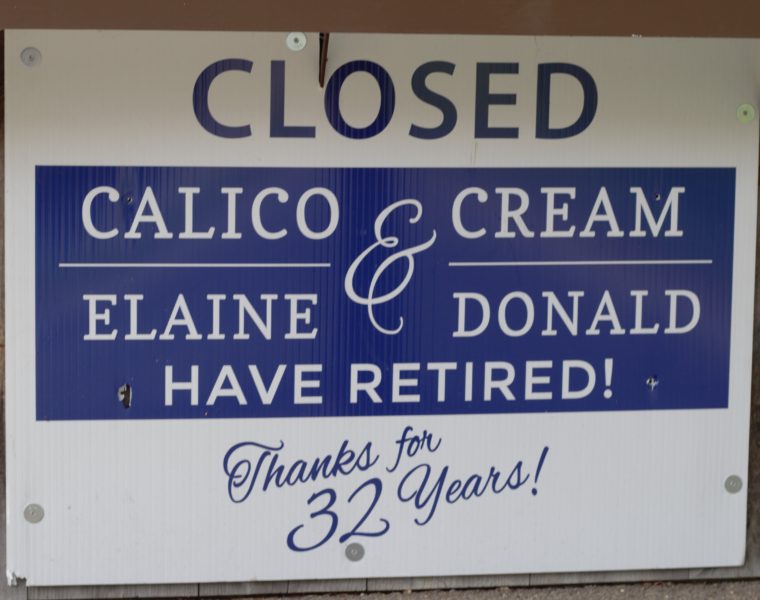 CLOSED
CALICO & CREAM
ELAINE & DONALD
HAVE RETIRED!
Thanks for
32 Years!